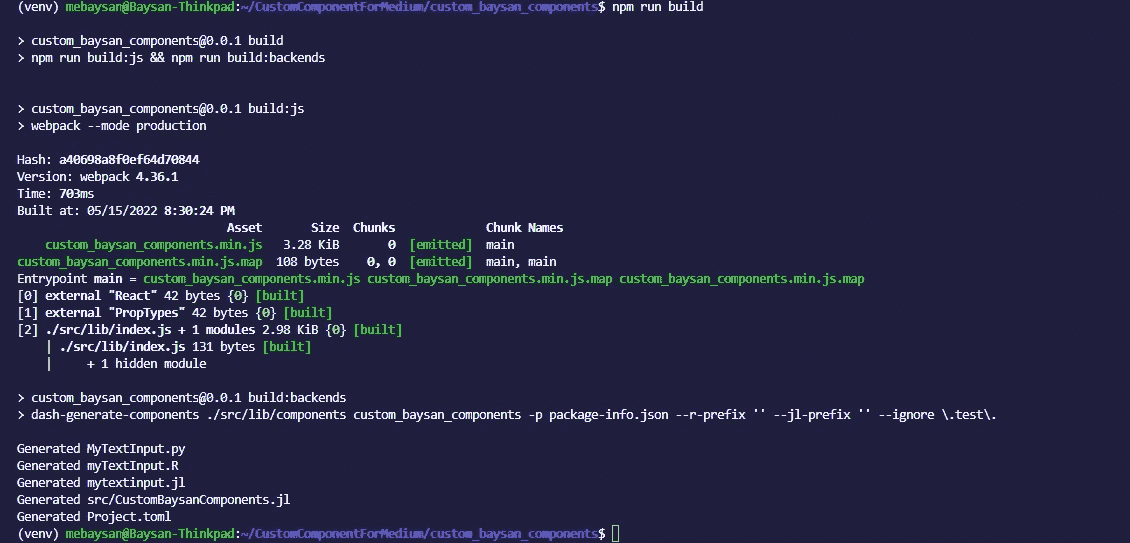 (venv) mebaysan@Baysan-Thinkpad:~/CustomComponentForMedium/custom_baysan_components$ npm run build
> custom_baysan_components@0.0.1 build
> npm run build:js && npm run build:backends
> custom_baysan_components@0.0.1 build:js
> webpack --mode production
Hash: a40698a8f0ef64d70844
Version: webpack 4.36.1
Time: 703ms
Built at: 05/15/2022 8:30:24 PM
Asset Size Chunks Chunk Names
custom_baysan_components.min.js 3.28 KiB 0 [emitted] main
custom_baysan_components.min.js.map 108 bytes 0, 0 [emitted] main, main
Entrypoint main = custom_baysan_components.min.js custom_baysan_components.min.js.map custom_baysan_components.min.js.map
[0] external "React" 42 bytes {0} [built]
[1] external "PropTypes" 42 bytes {0} [built]
[2] ./src/lib/index.js + 1 modules 2.98 KiB {0} [built]
| ./src/lib/index.js 131 bytes [built]
| + 1 hidden module
> custom_baysan_components@0.0.1 build:backends
> dash-generate-components ./src/lib/components custom_baysan_components -p package-info.json --r-prefix '' --jl-prefix '' --ignore \.test\.
Generated MyTextInput.py
Generated myTextInput.R
Generated mytextinput.jl
Generated src/CustomBaysanComponents.jl
Generated Project.toml
(venv) mebaysan@Baysan-Thinkpad:~/CustomComponentForMedium/custom_baysan_components$